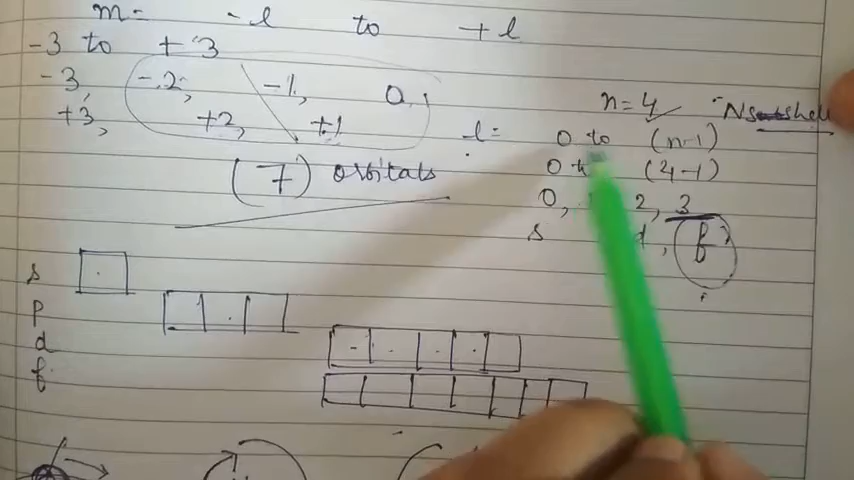 m= -l to +l
-3 to +3
-3, -2, -1, 0,
+3, +2, +1
(7) orbitals
n=4
l= 0 to (n-1)
0 (4-1)
0, 2, 3
s d, f
s
p
d
f